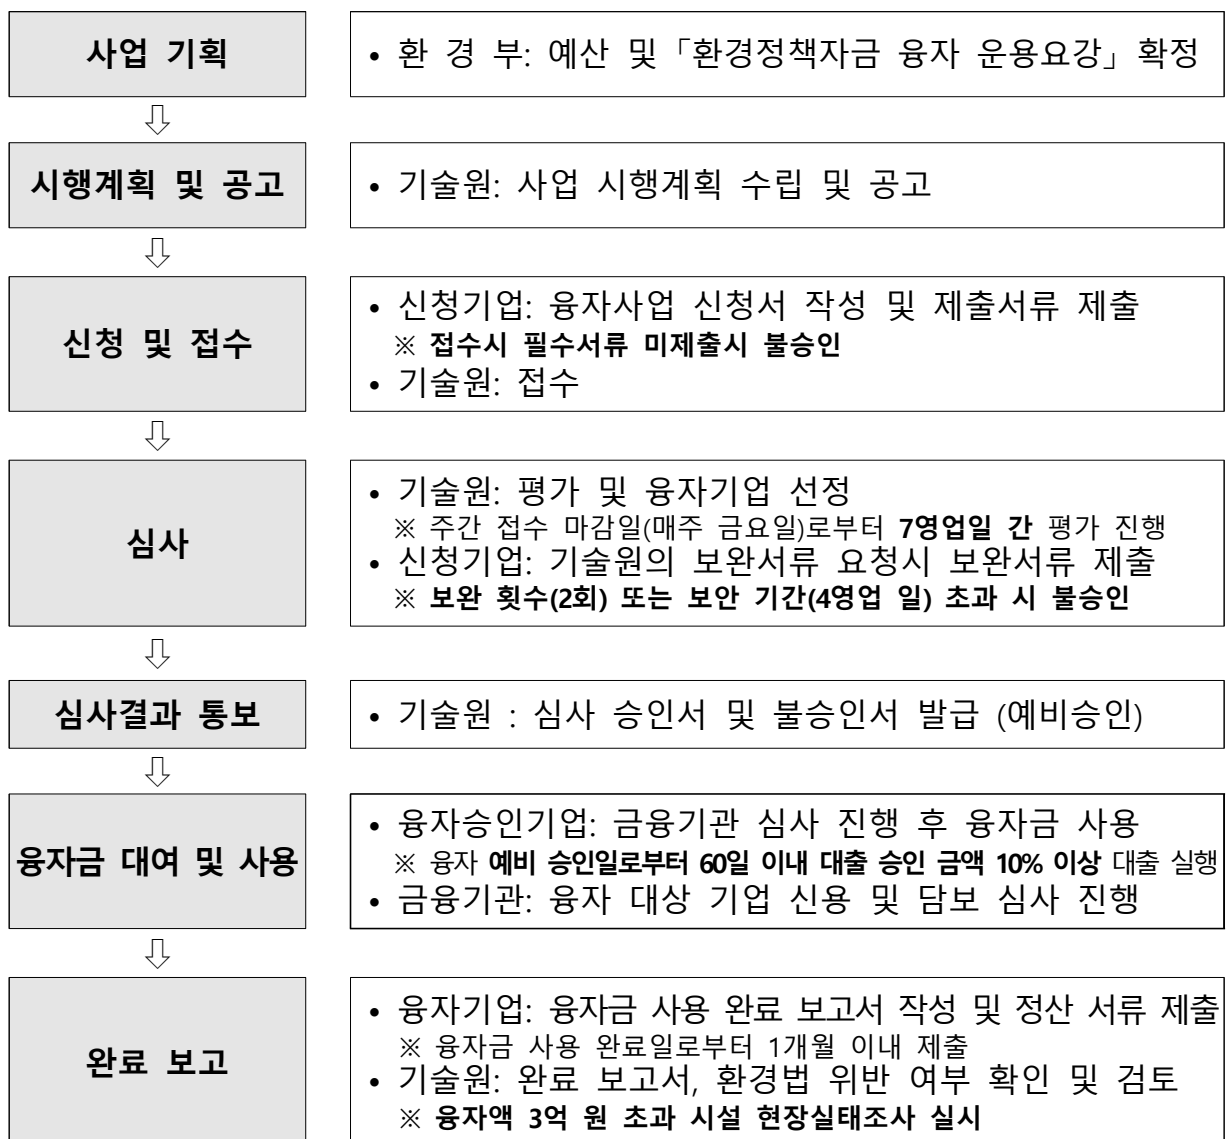 사업 기획
• 환 경 부: 예산 및「환경정책자금 융자 운용요강」확정
시행계획 및 공고
• 기술원: 사업 시행계획 수립 및 공고
신청 및 접수
• 신청기업: 융자사업 신청서 작성 및 제출서류 제출
※ 접수시 필수서류 미제출시 불승인
• 기술원: 접수
심사
• 기술원: 평가 및 융자기업 선정
※ 주간 접수 마감일(매주 금요일)로부터 7영업일 간 평가 진행
• 신청기업: 기술원의 보완서류 요청시 보완서류 제출
※ 보완 횟수(2회) 또는 보안 기간(4영업 일) 초과 시 불승인
심사결과 통보
• 기술원 : 심사 승인서 및 불승인서 발급 (예비승인)
융자금 대여 및 사용
• 융자승인기업: 금융기관 심사 진행 후 융자금 사용
※ 융자 예비 승인일로부터 60일 이내 대출 승인 금액 10% 이상 대출 실행
• 금융기관: 융자 대상 기업 신용 및 담보 심사 진행
완료 보고
• 융자기업: 융자금 사용 완료 보고서 작성 및 정산 서류 제출
※ 융자금 사용 완료일로부터 1개월 이내 제출
• 기술원: 완료 보고서, 환경법 위반 여부 확인 및 검토
※ 융자액 3억 원 초과 시설 현장실태조사 실시